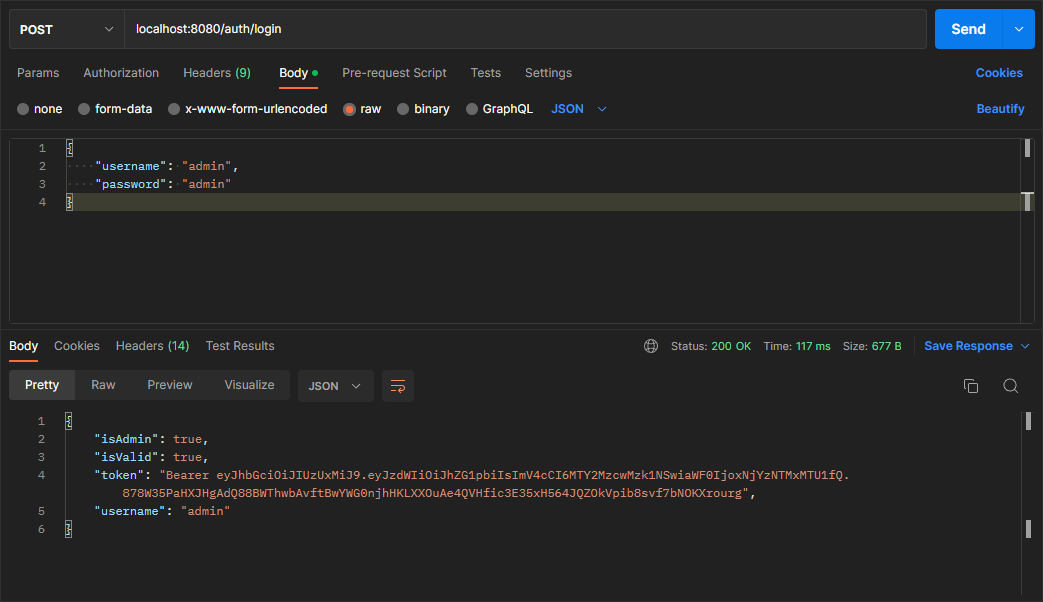 POST localhost:8080/auth/login Send
Params Authorization Headers (9) Body Pre-request Script Tests Settings Cookies
none form-data x-www-form-urlencoded raw binary GraphQL JSON Beautify
1 {
2 "username": "admin",
3 "password": "admin"
4 }
Body Cookies Headers (14) Test Results Status: 200 OK Time: 117 ms Size: 677 B Save Response
Pretty Raw Preview Visualize JSON
1 {
2 "isAdmin": true,
3 "isValid": true,
4 "token": "Bearer eyJhbGciOiJIUzUxMiJ9.eyJzdWIiOiJhZG1pbiIsImV4cCI6MTY2MzcwMzk1NSwiaWF0IjoxNjYzNTMxMTU1fQ.
878W35PaHXJHgAdQ88BWThwbAvftBwYWG0njhHKLXXOuAe4QVHfic3E35xH564JQZOkVpib8svf7bNOKXrourg",
5 "username": "admin"
6 }